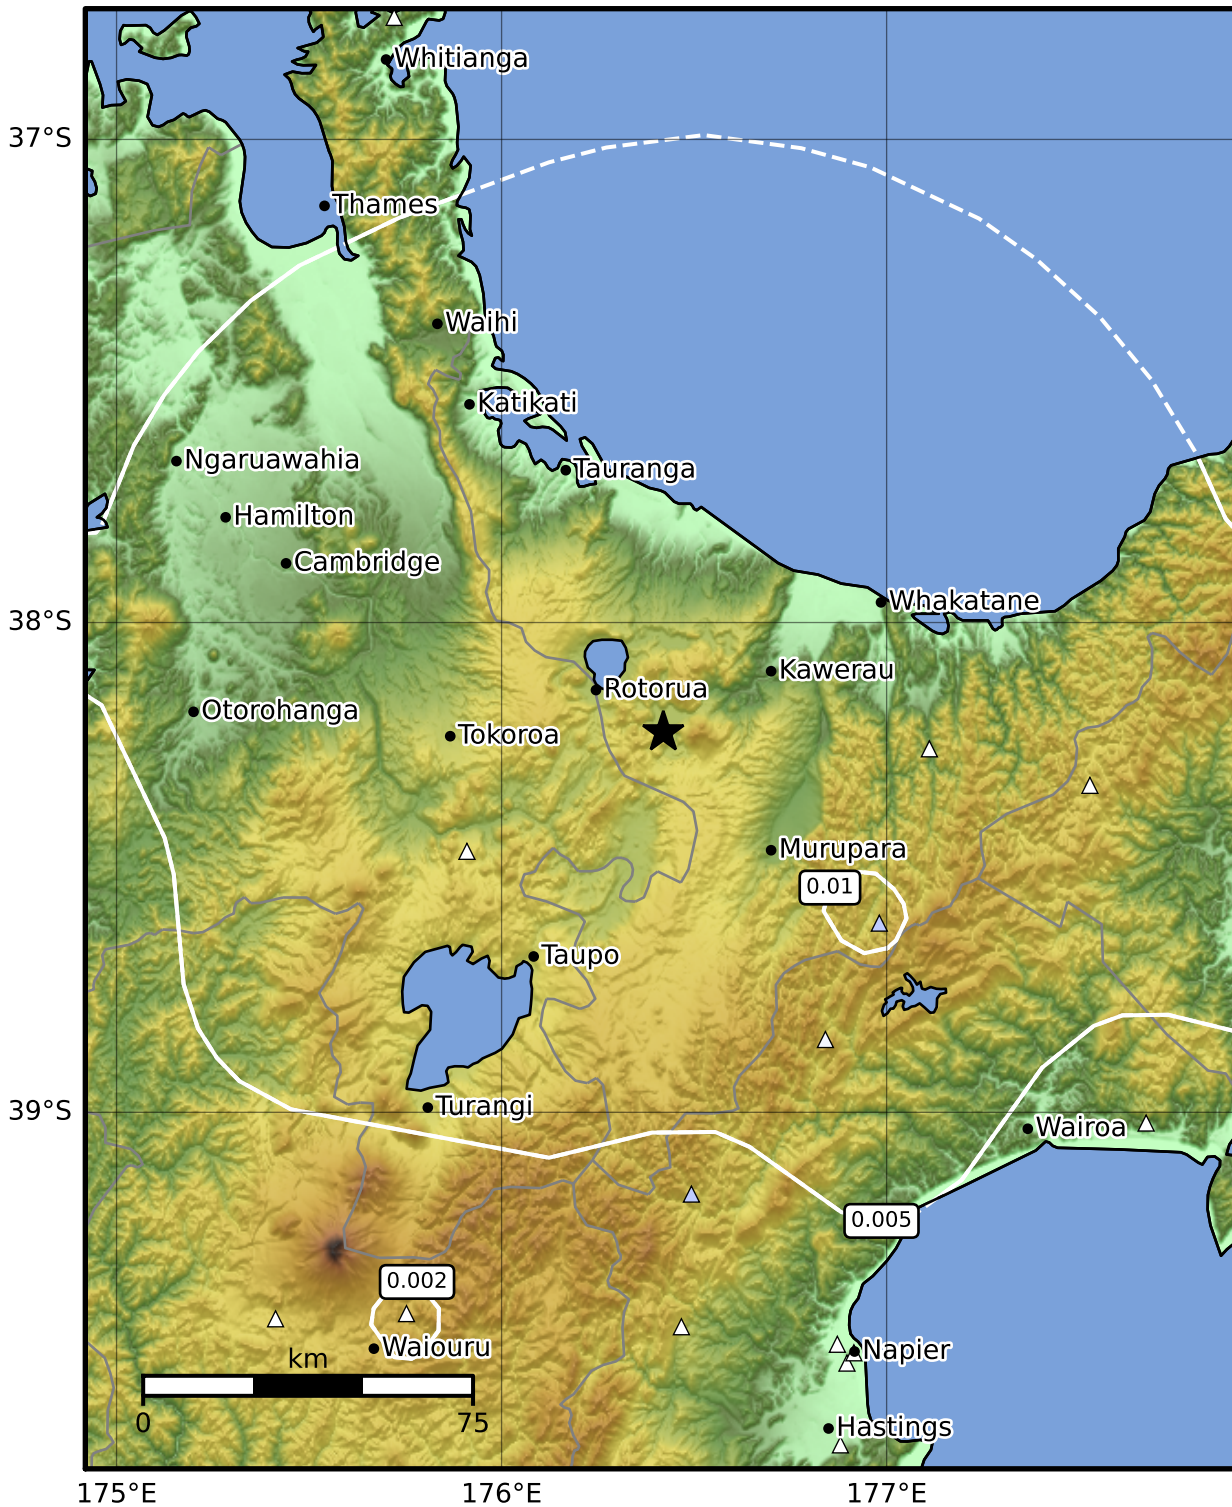 Whitianga
37°S
Thames
Waihi
Katikati
Ngaruawahia
Tauranga
Hamilton
Cambridge
Whakatane
38°S
Kawerau
Rotorua
Otorohanga
Tokoroa
Murupara
0.01
Taupo
Turangi
39°S
Wairoa
0.005
0.002
Waiouru
Napier
km
0 75
Hastings
175°E 176°E 177°E